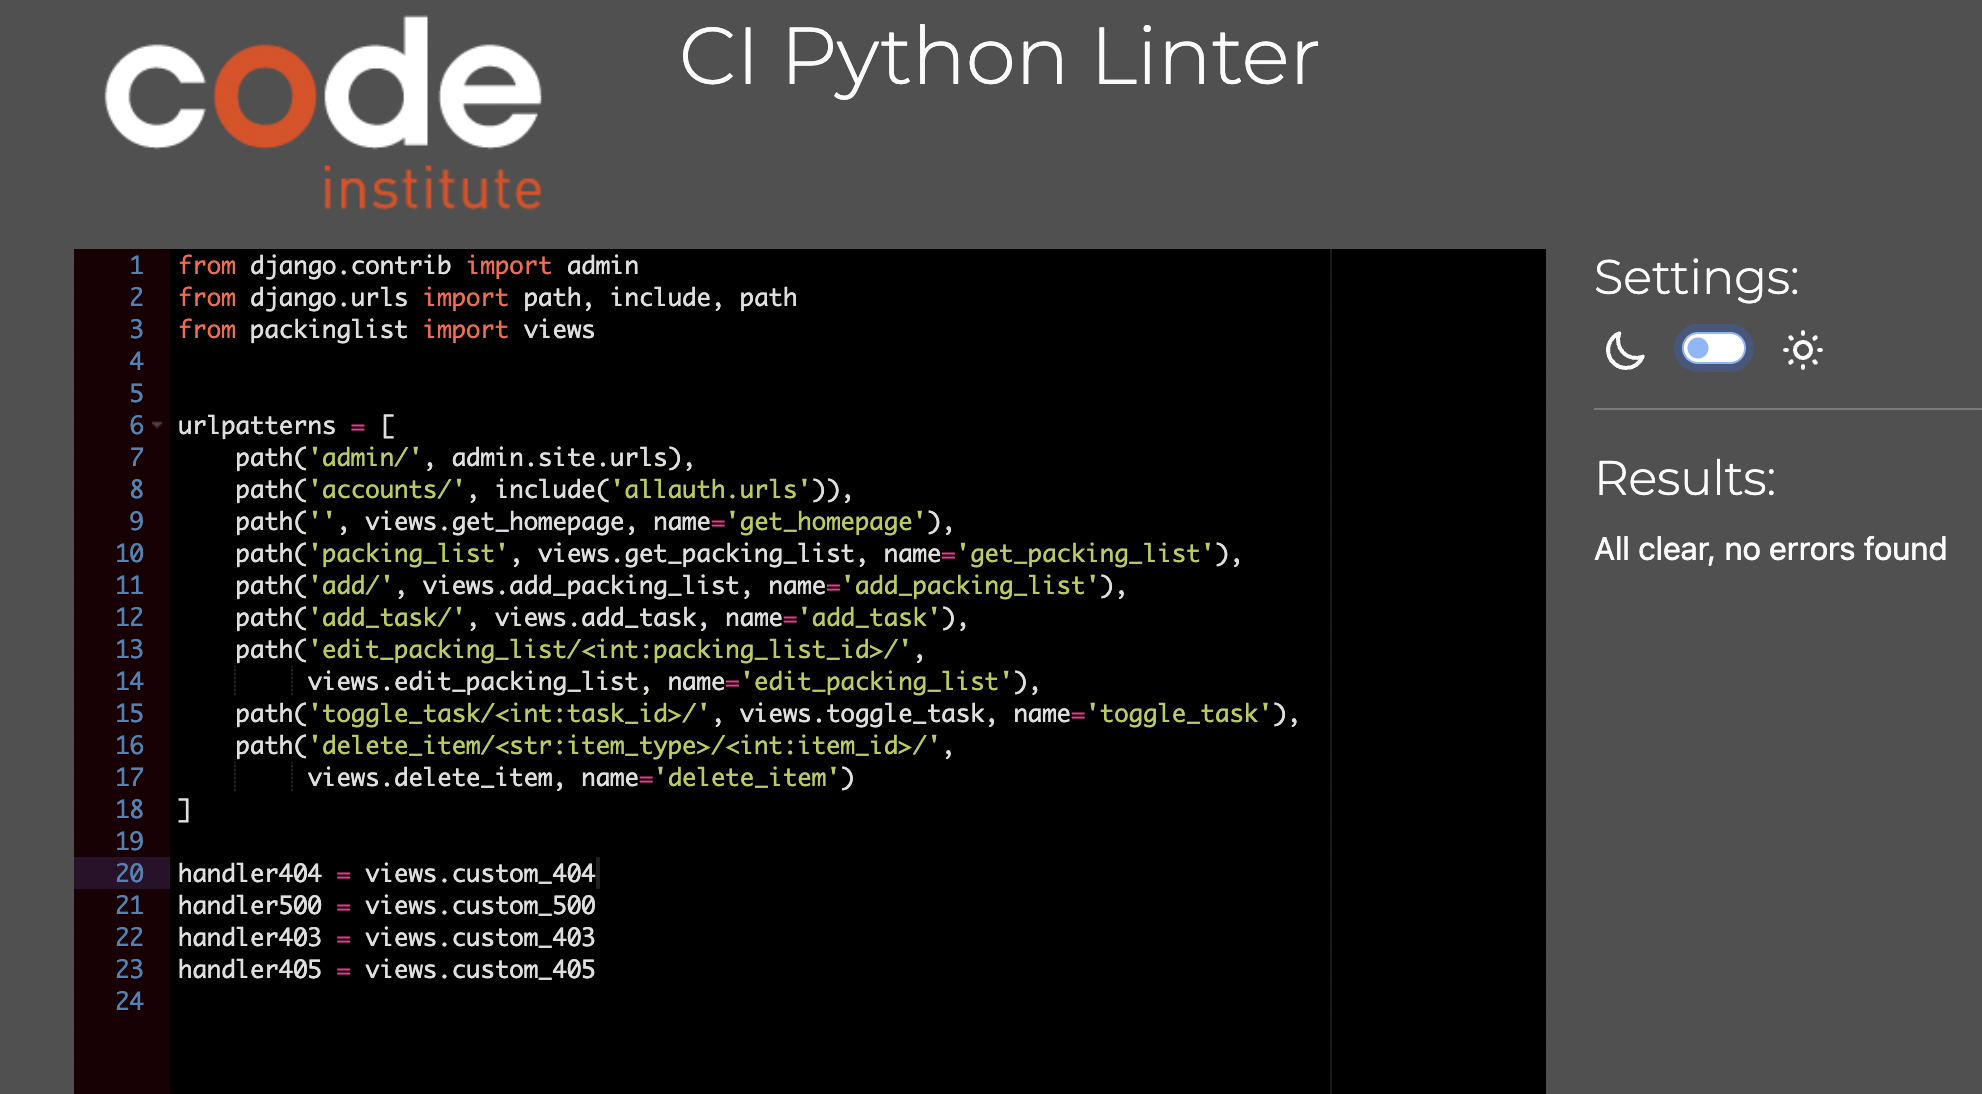 code
institute
CI Python Linter
1 from django.contrib import admin
2 from django.urls import path, include, path
3 from packinglist import views
4
5
6 urlpatterns = [
7     path('admin/', admin.site.urls),
8     path('accounts/', include('allauth.urls')),
9     path('', views.get_homepage, name='get_homepage'),
10     path('packing_list', views.get_packing_list, name='get_packing_list'),
11     path('add/', views.add_packing_list, name='add_packing_list'),
12     path('add_task/', views.add_task, name='add_task'),
13     path('edit_packing_list/<int:packing_list_id>/',
14          views.edit_packing_list, name='edit_packing_list'),
15     path('toggle_task/<int:task_id>/', views.toggle_task, name='toggle_task'),
16     path('delete_item/<str:item_type>/<int:item_id>/',
17          views.delete_item, name='delete_item')
18 ]
19
20 handler404 = views.custom_404
21 handler500 = views.custom_500
22 handler403 = views.custom_403
23 handler405 = views.custom_405
24
Settings:
Results:
All clear, no errors found